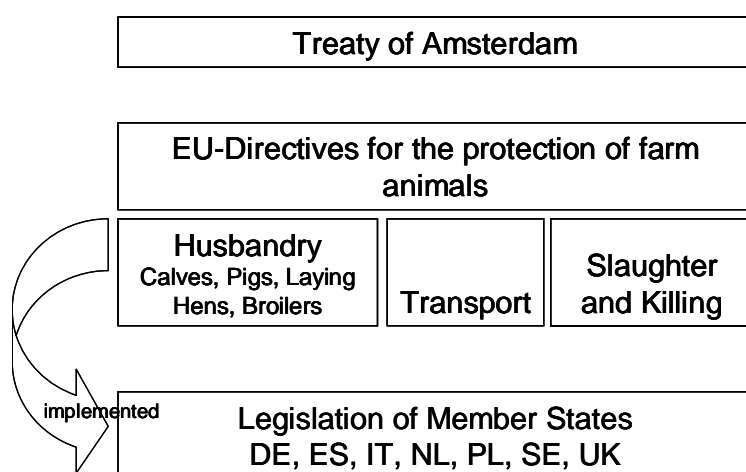 Treaty of Amsterdam
EU-Directives for the protection of farm
animals
Husbandry
Calves, Pigs, Laying
Hens, Broilers
Transport
Slaughter
and Killing
implemented
Legislation of Member States
DE, ES, IT, NL, PL, SE, UK